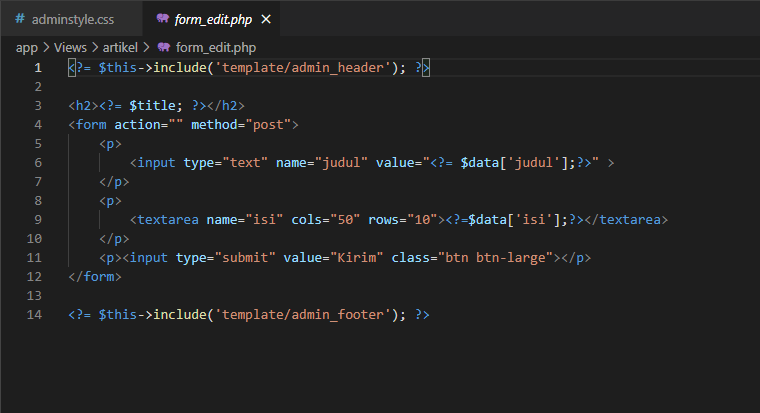 # adminstyle.css
form_edit.php ×
app > Views > artikel > form_edit.php
1 <?= $this->include('template/admin_header'); ?>
2
3 <h2><?= $title; ?></h2>
4 <form action="" method="post">
5     <p>
6         <input type="text" name="judul" value="<?= $data['judul'];?>" >
7     </p>
8     <p>
9         <textarea name="isi" cols="50" rows="10"><?=$data['isi'];?></textarea>
10     </p>
11     <p><input type="submit" value="Kirim" class="btn btn-large"></p>
12 </form>
13
14 <?= $this->include('template/admin_footer'); ?>